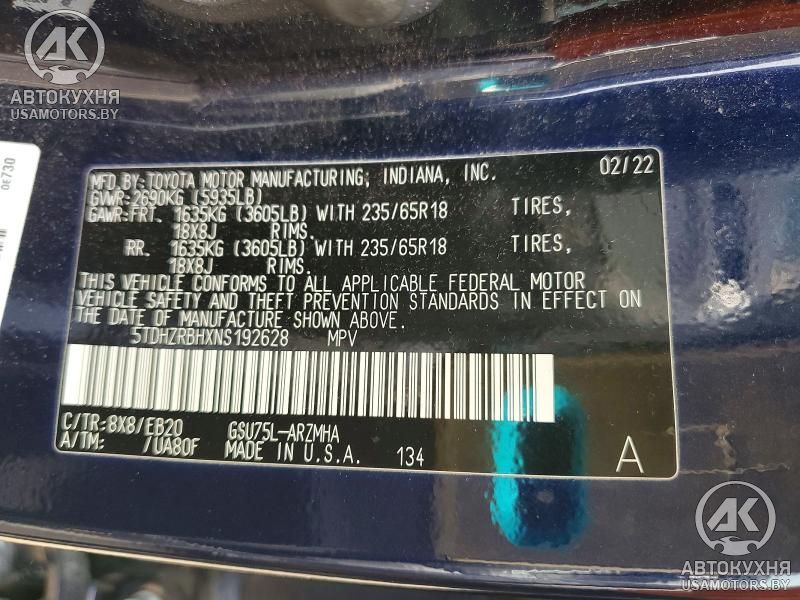 AK
АВТОКУХНЯ
USAMOTORS.BY
0E730
MFD.BY:TOYOTA MOTOR MANUFACTURING, INDIANA, INC. 02/22
GVWR:2690KG (5935LB)
GAWR:FRT. 1635KG (3605LB) WITH 235/65R18 TIRES,
18X8J RIMS.
RR. 1635KG (3605LB) WITH 235/65R18 TIRES,
18X8J RIMS.
THIS VEHICLE CONFORMS TO ALL APPLICABLE FEDERAL MOTOR
VEHICLE SAFETY AND THEFT PREVENTION STANDARDS IN EFFECT ON
THE DATE OF MANUFACTURE SHOWN ABOVE.
5TDHZRBHXNS192628 MPV
C/TR:8X8/EB20 GSU75L-ARZMHA
A/TM: /UA80F MADE IN U.S.A. 134 A
AK
АВТОКУХНЯ
USAMOTORS.BY